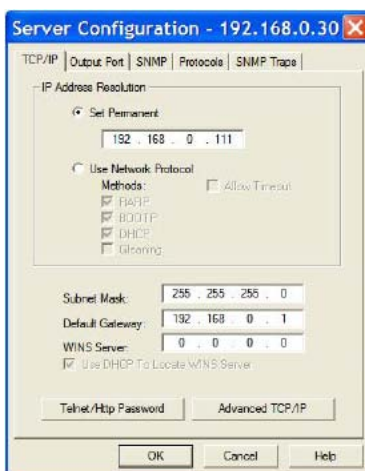 Server Configuration - 192.168.0.30
TCP/IP Output Port SNMP Protocols SNMP Traps
IP Address Resolution
Set Permanent
192 . 168 . 0 . 111
Use Network Protocol
Methods: Allow Timeout
RARP
BOOTP
DHCP
Gleaning
Subnet Mask: 255 . 255 . 255 . 0
Default Gateway: 192 . 168 . 0 . 1
WINS Server: 0 . 0 . 0 . 0
Use DHCP To Locate WINS Server
Telnet/Http Password Advanced TCP/IP
OK Cancel Help